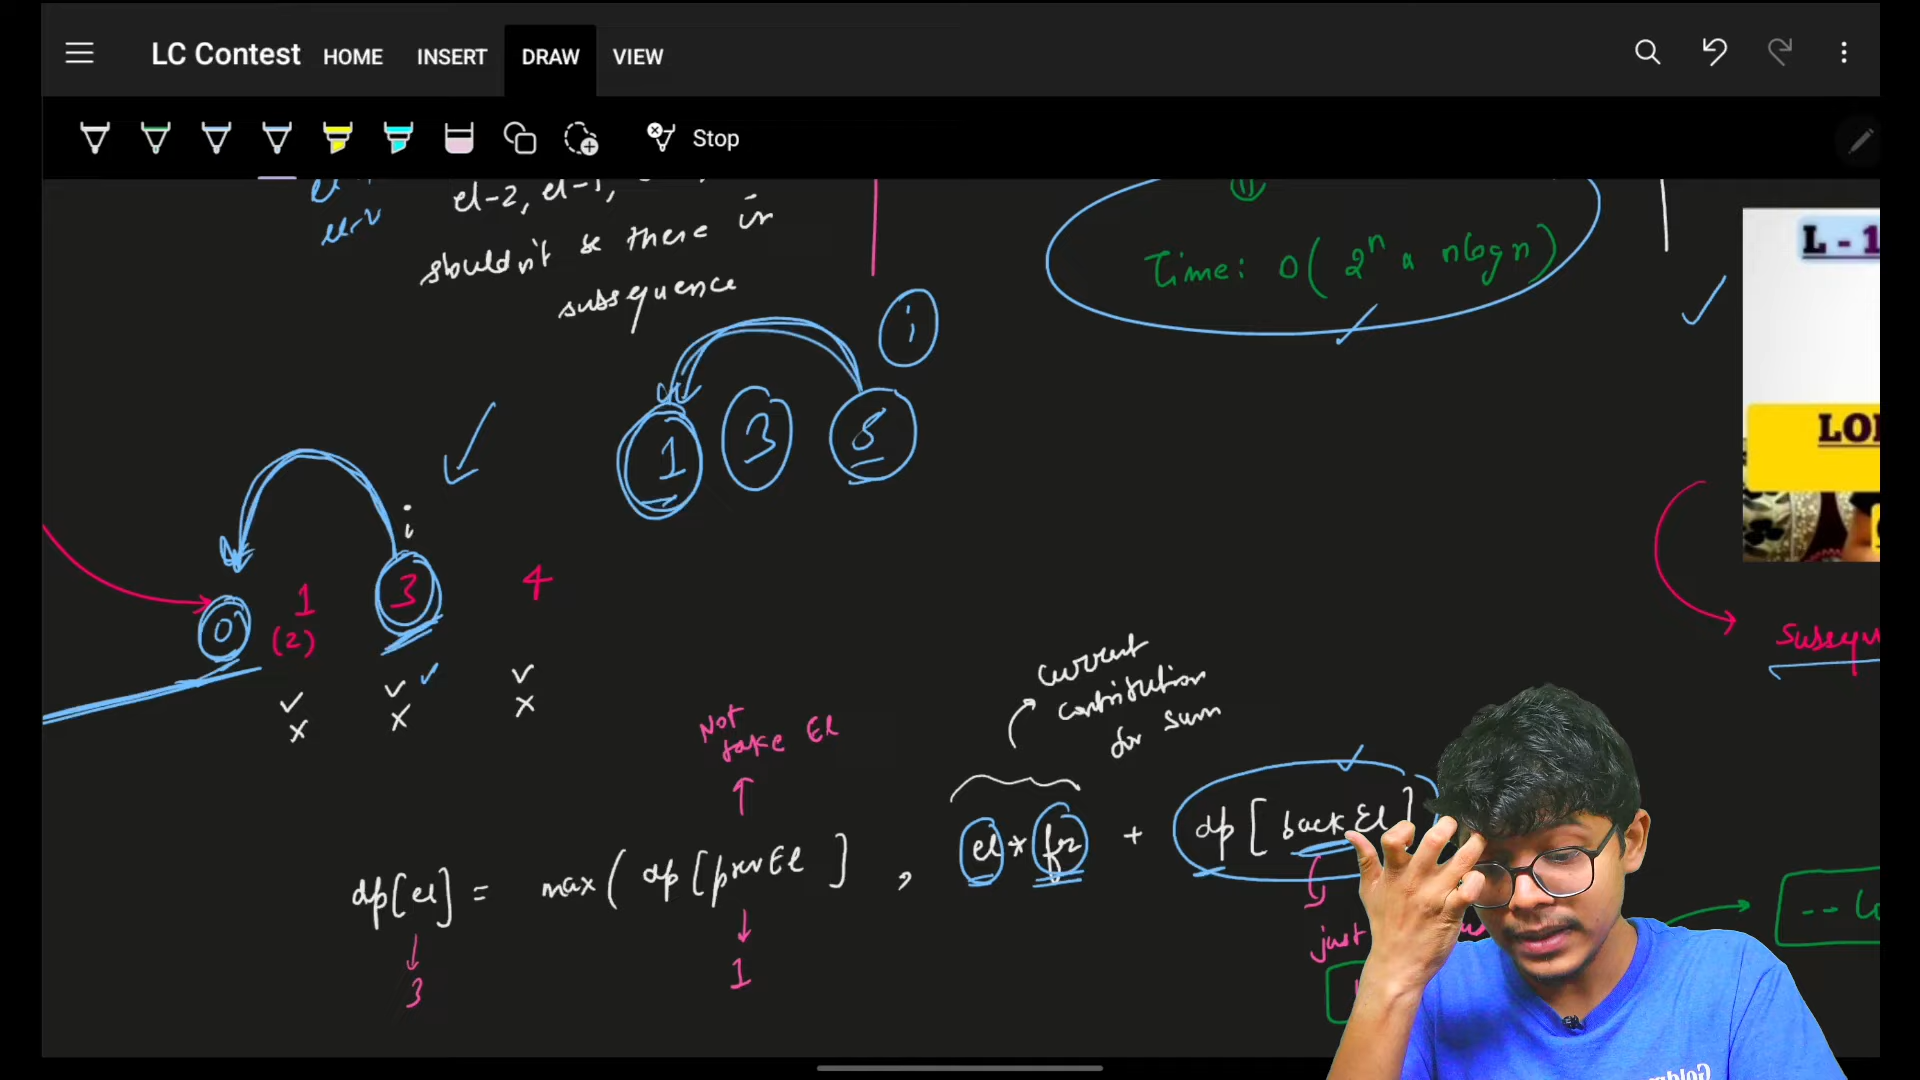 LC Contest HOME INSERT DRAW VIEW
Stop
el-2, el-1,
shouldn't be there in
subsequence
Time: O( 2^n * nlogn )
L - 1
LO
i
1 3 5
i
0 1 3 4
(2)
subsequ
current
contribution
for sum
Not
take El
dp[el] = max( dp[prevEl ] , el * fr + dp[ backEl ]
3
1
just